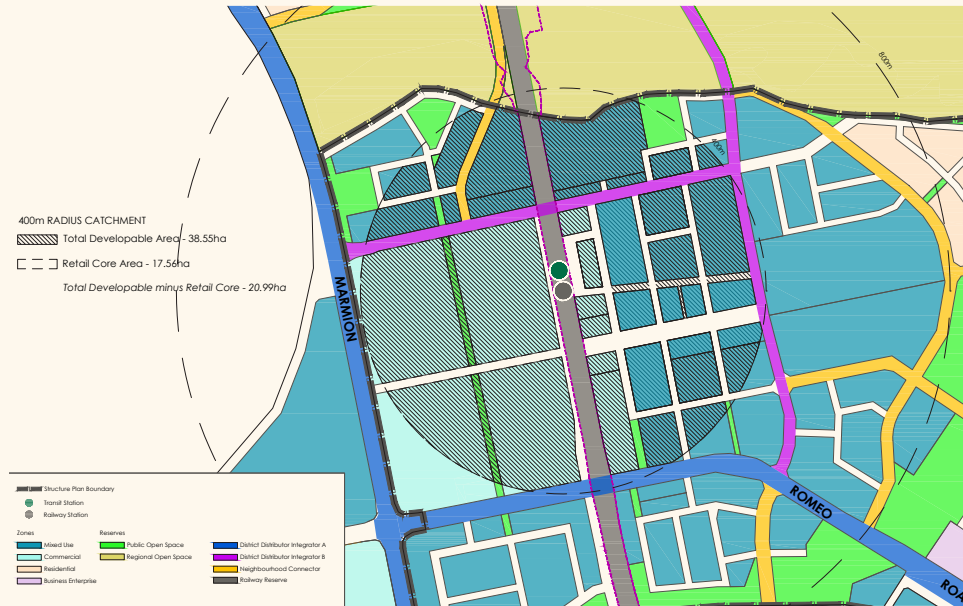 800m
400m
400m RADIUS CATCHMENT
Total Developable Area - 38.55ha
Retail Core Area - 17.56ha
Total Developable minus Retail Core - 20.99ha
MARMION
ROMEO
ROA
Structure Plan Boundary
Transit Station
Railway Station
Zones
Mixed Use
Commercial
Residential
Business Enterprise
Reserves
Public Open Space
Regional Open Space
District Distributor Integrator A
District Distributor Integrator B
Neighbourhood Connector
Railway Reserve